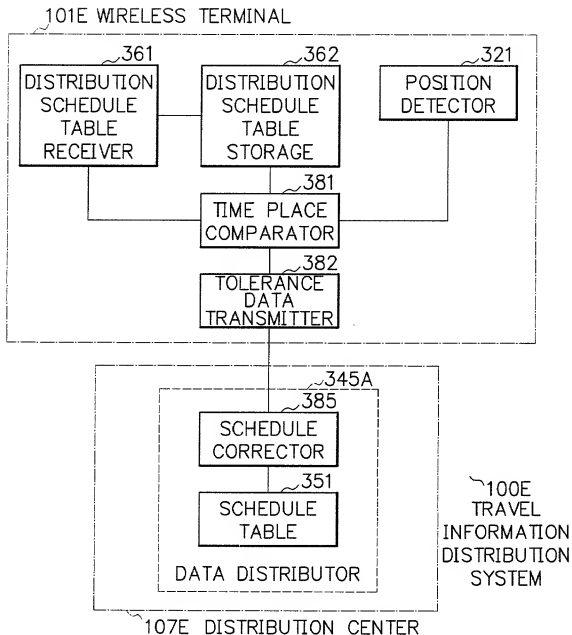 101E WIRELESS TERMINAL
361
DISTRIBUTION
SCHEDULE
TABLE
RECEIVER
362
DISTRIBUTION
SCHEDULE
TABLE
STORAGE
321
POSITION
DETECTOR
381
TIME PLACE
COMPARATOR
382
TOLERANCE
DATA
TRANSMITTER
345A
385
SCHEDULE
CORRECTOR
351
SCHEDULE
TABLE
DATA DISTRIBUTOR
107E DISTRIBUTION CENTER
100E
TRAVEL
INFORMATION
DISTRIBUTION
SYSTEM